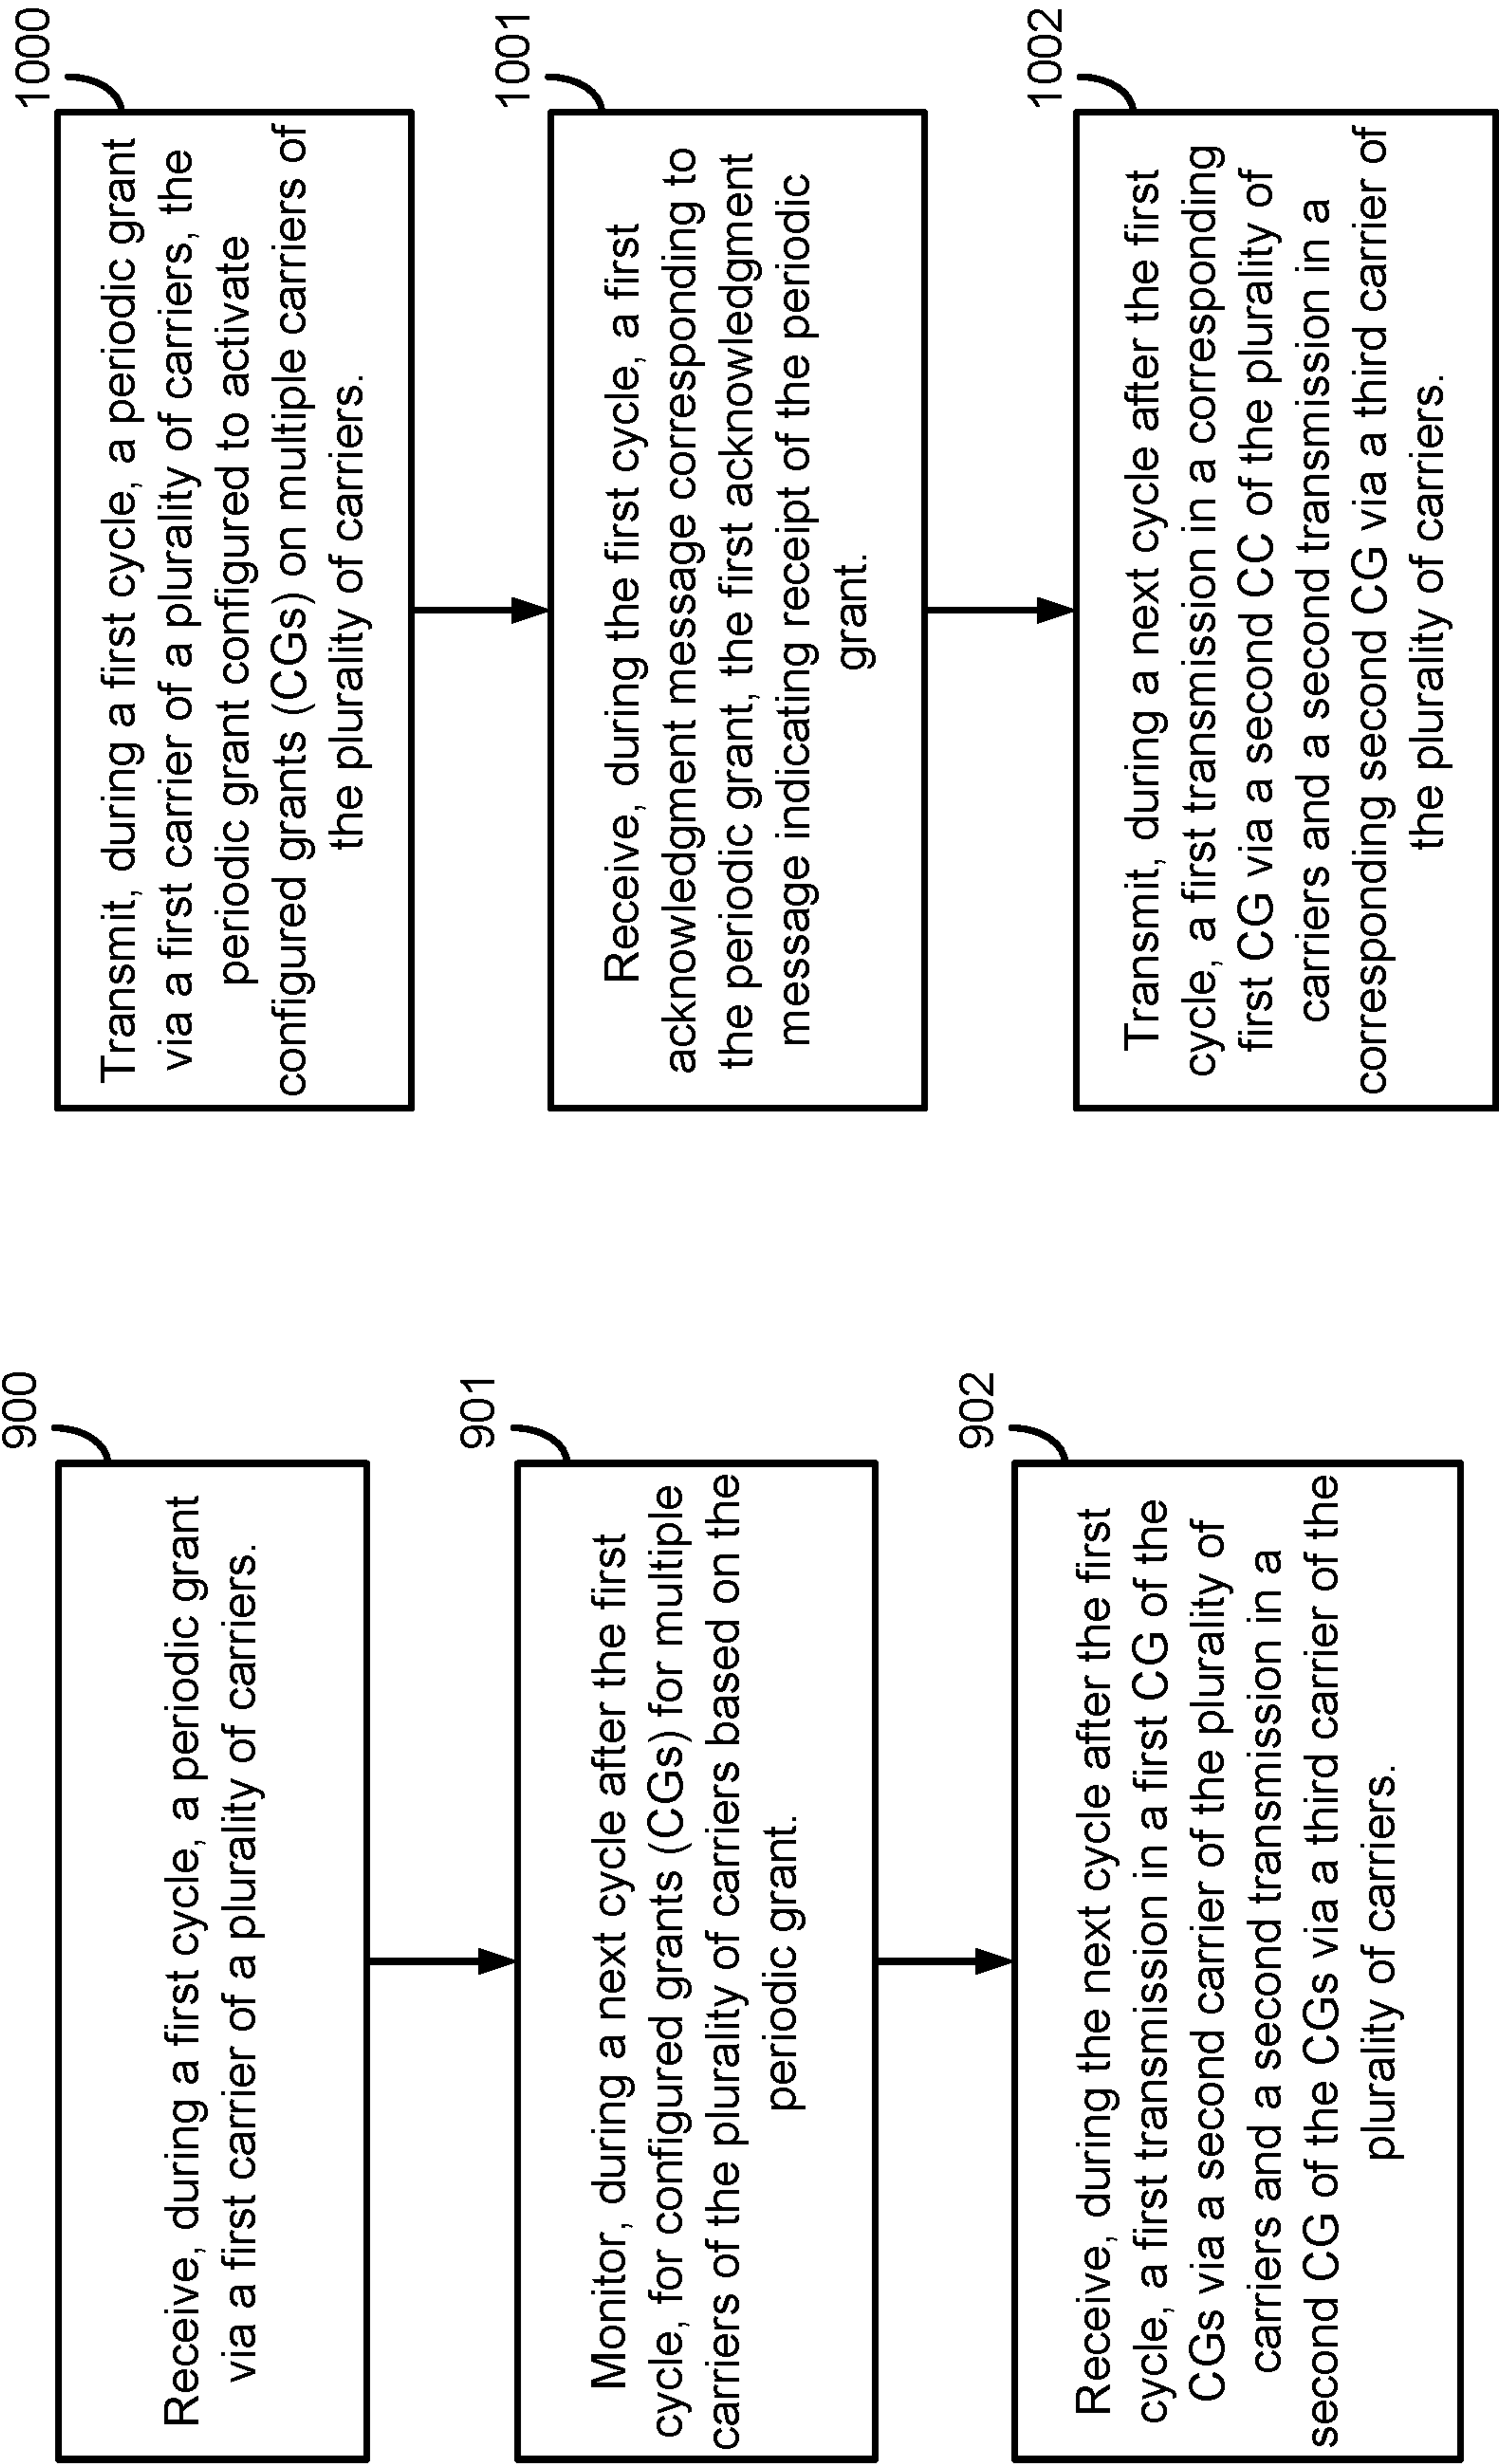 900
Receive, during a first cycle, a periodic grant
via a first carrier of a plurality of carriers.
901
Monitor, during a next cycle after the first
cycle, for configured grants (CGs) for multiple
carriers of the plurality of carriers based on the
periodic grant.
902
Receive, during the next cycle after the first
cycle, a first transmission in a first CG of the
CGs via a second carrier of the plurality of
carriers and a second transmission in a
second CG of the CGs via a third carrier of the
plurality of carriers.
1000
Transmit, during a first cycle, a periodic grant
via a first carrier of a plurality of carriers, the
periodic grant configured to activate
configured grants (CGs) on multiple carriers of
the plurality of carriers.
1001
Receive, during the first cycle, a first
acknowledgment message corresponding to
the periodic grant, the first acknowledgment
message indicating receipt of the periodic
grant.
1002
Transmit, during a next cycle after the first
cycle, a first transmission in a corresponding
first CG via a second CC of the plurality of
carriers and a second transmission in a
corresponding second CG via a third carrier of
the plurality of carriers.